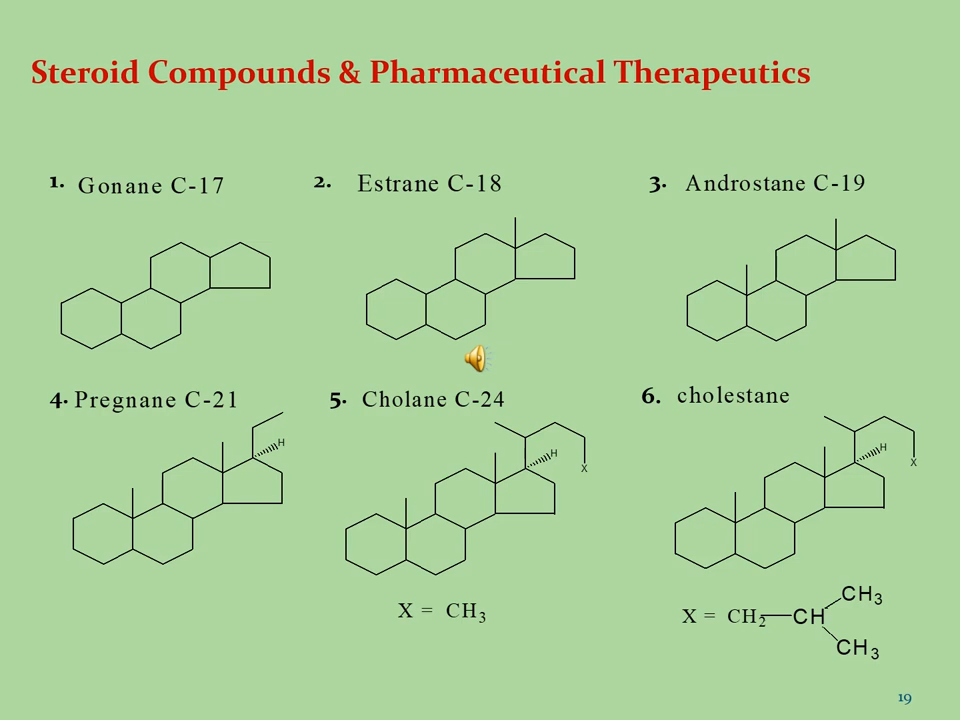 Steroid Compounds & Pharmaceutical Therapeutics
1. Gonane C-17
2. Estrane C-18
3. Androstane C-19
4. Pregnane C-21
5. Cholane C-24
6. cholestane
H
H
X
H
X
X = CH3
X = CH2 CH CH3
CH3
19